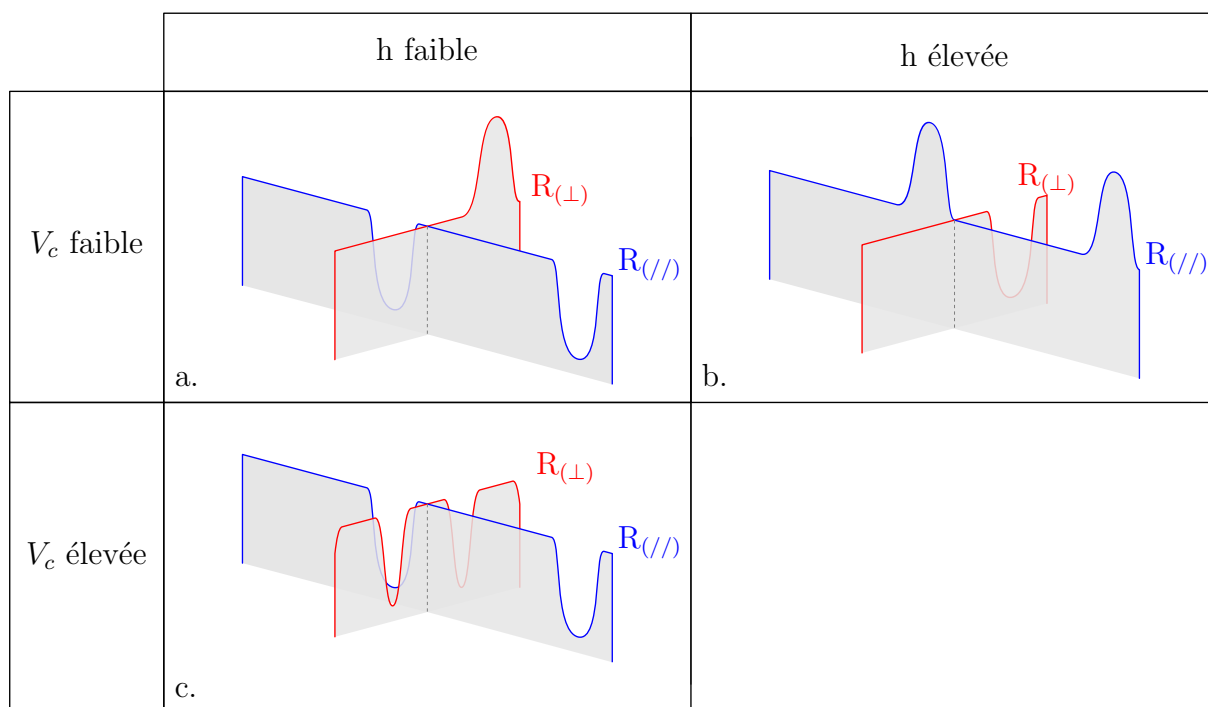 h faible
h élevée
V_c faible
R_(⊥)
R_(//)
a.
R_(⊥)
R_(//)
b.
V_c élevée
R_(⊥)
R_(//)
c.